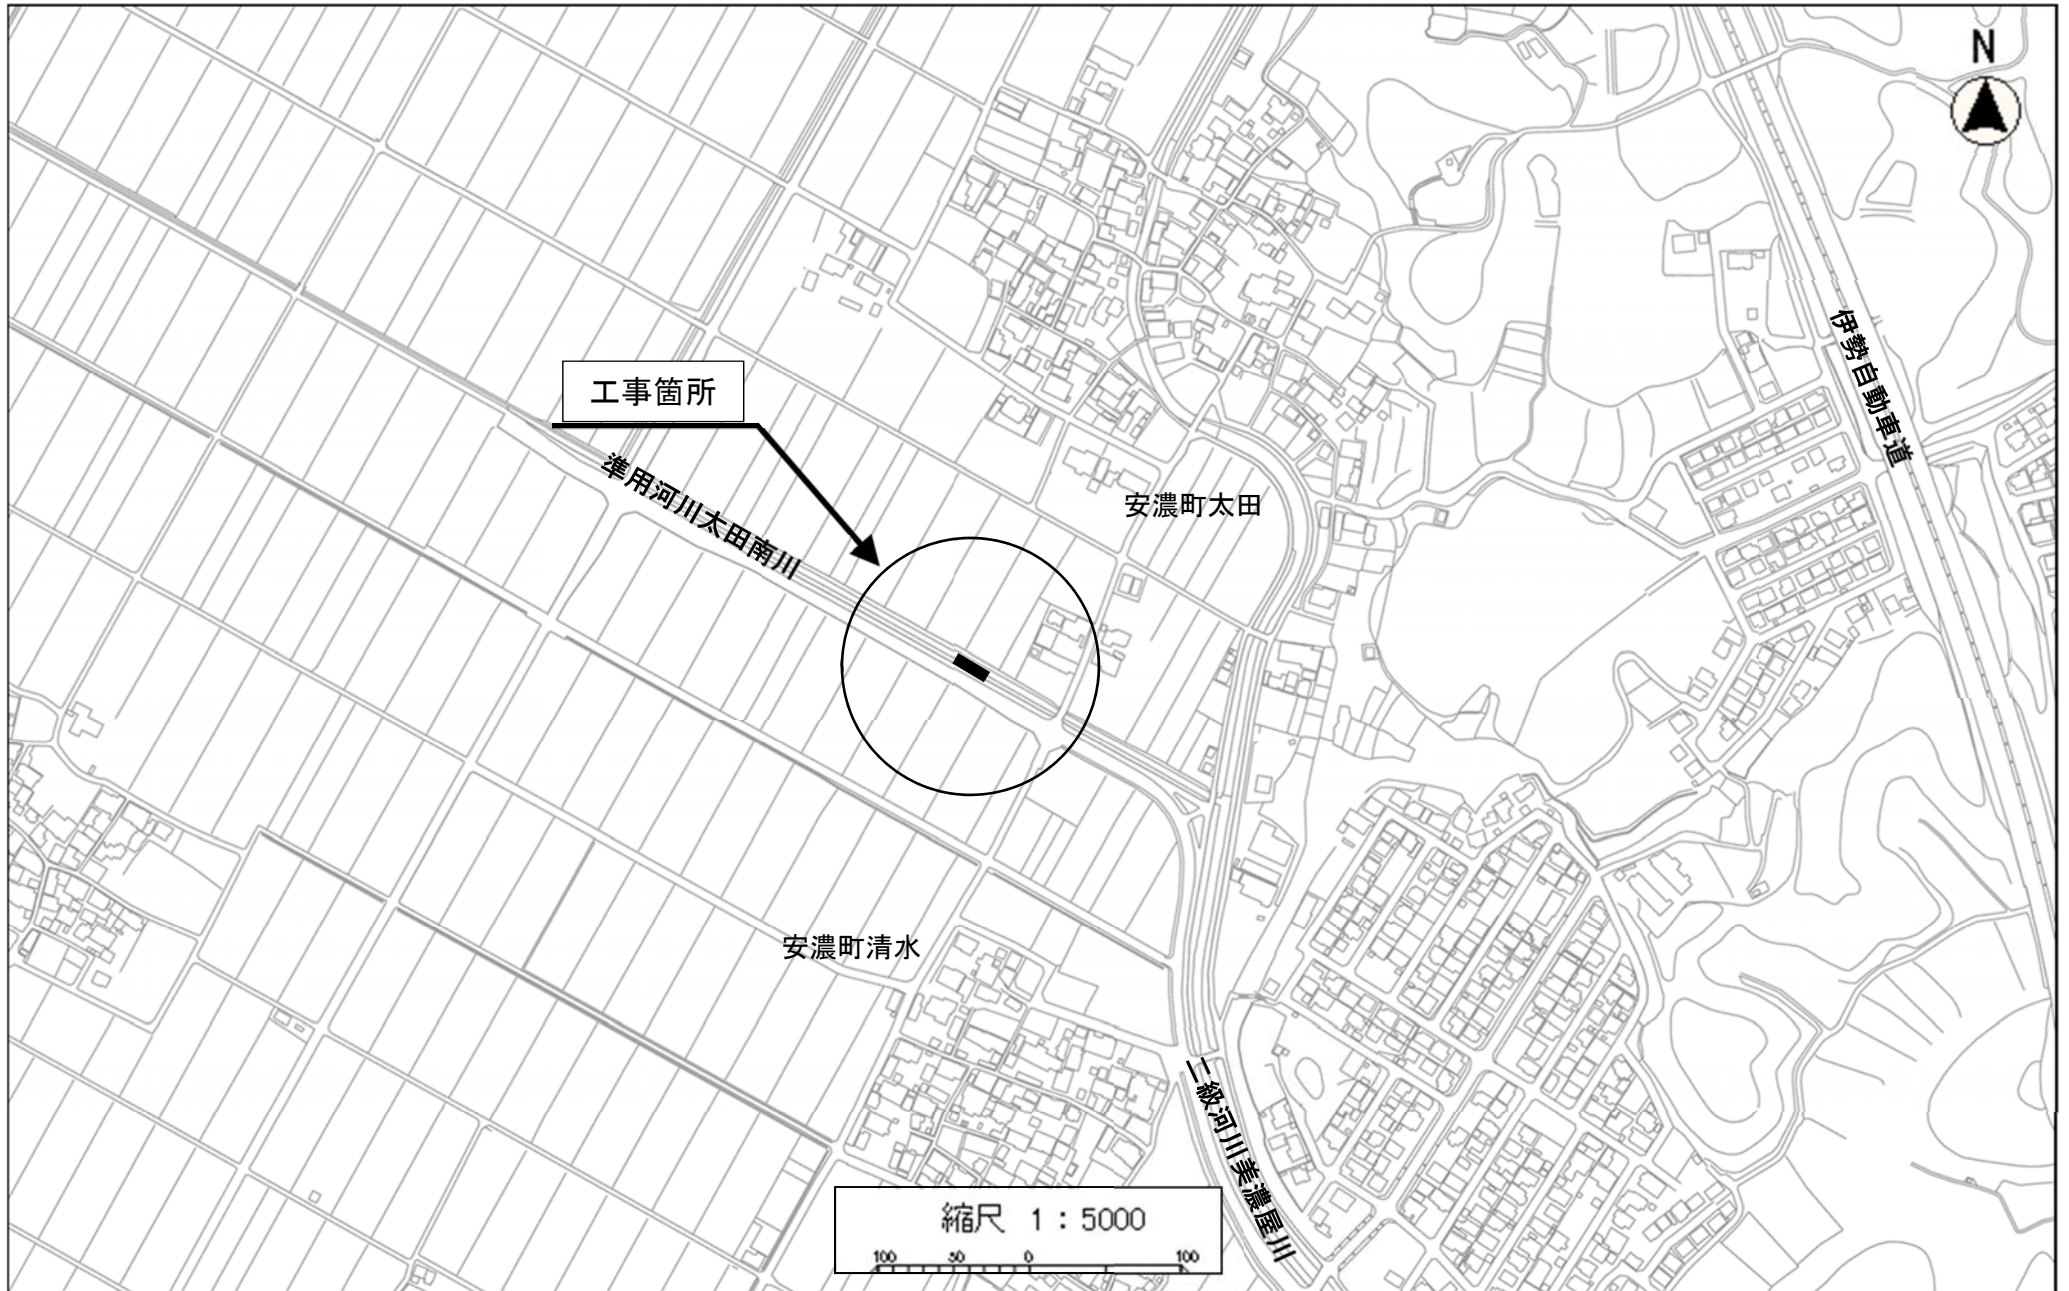 N
伊勢自動車道
工事箇所
準用河川太田南川
安濃町太田
安濃町清水
二級河川美濃屋川
縮尺 1:5000
100 50 0 100